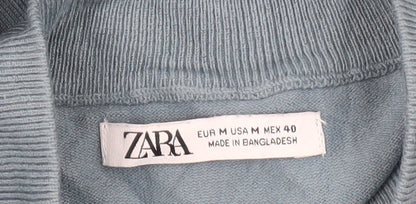 ZARA
EUR M USA M MEX 40
MADE IN BANGLADESH